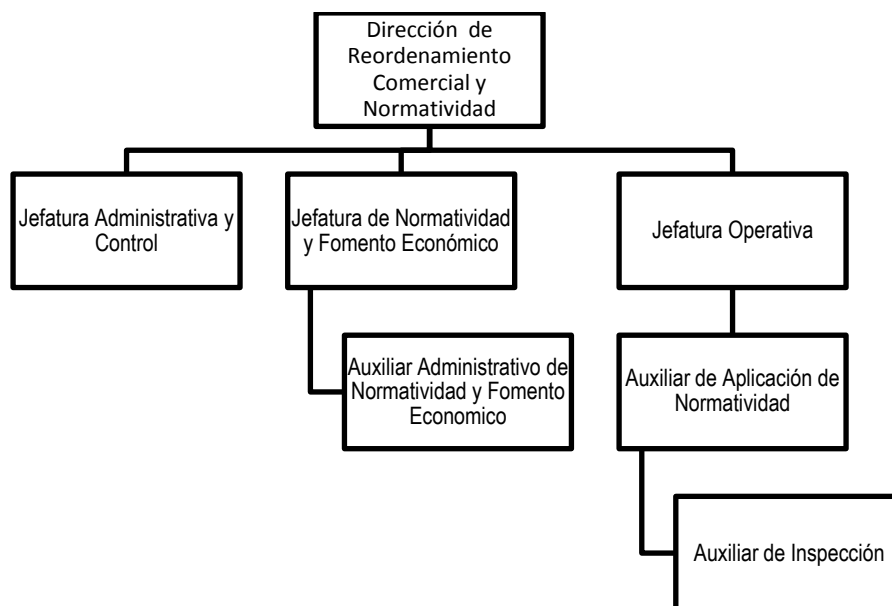 Dirección de
Reordenamiento
Comercial y
Normatividad
Jefatura Administrativa y
Control
Jefatura de Normatividad
y Fomento Económico
Jefatura Operativa
Auxiliar Administrativo de
Normatividad y Fomento
Economico
Auxiliar de Aplicación de
Normatividad
Auxiliar de Inspección